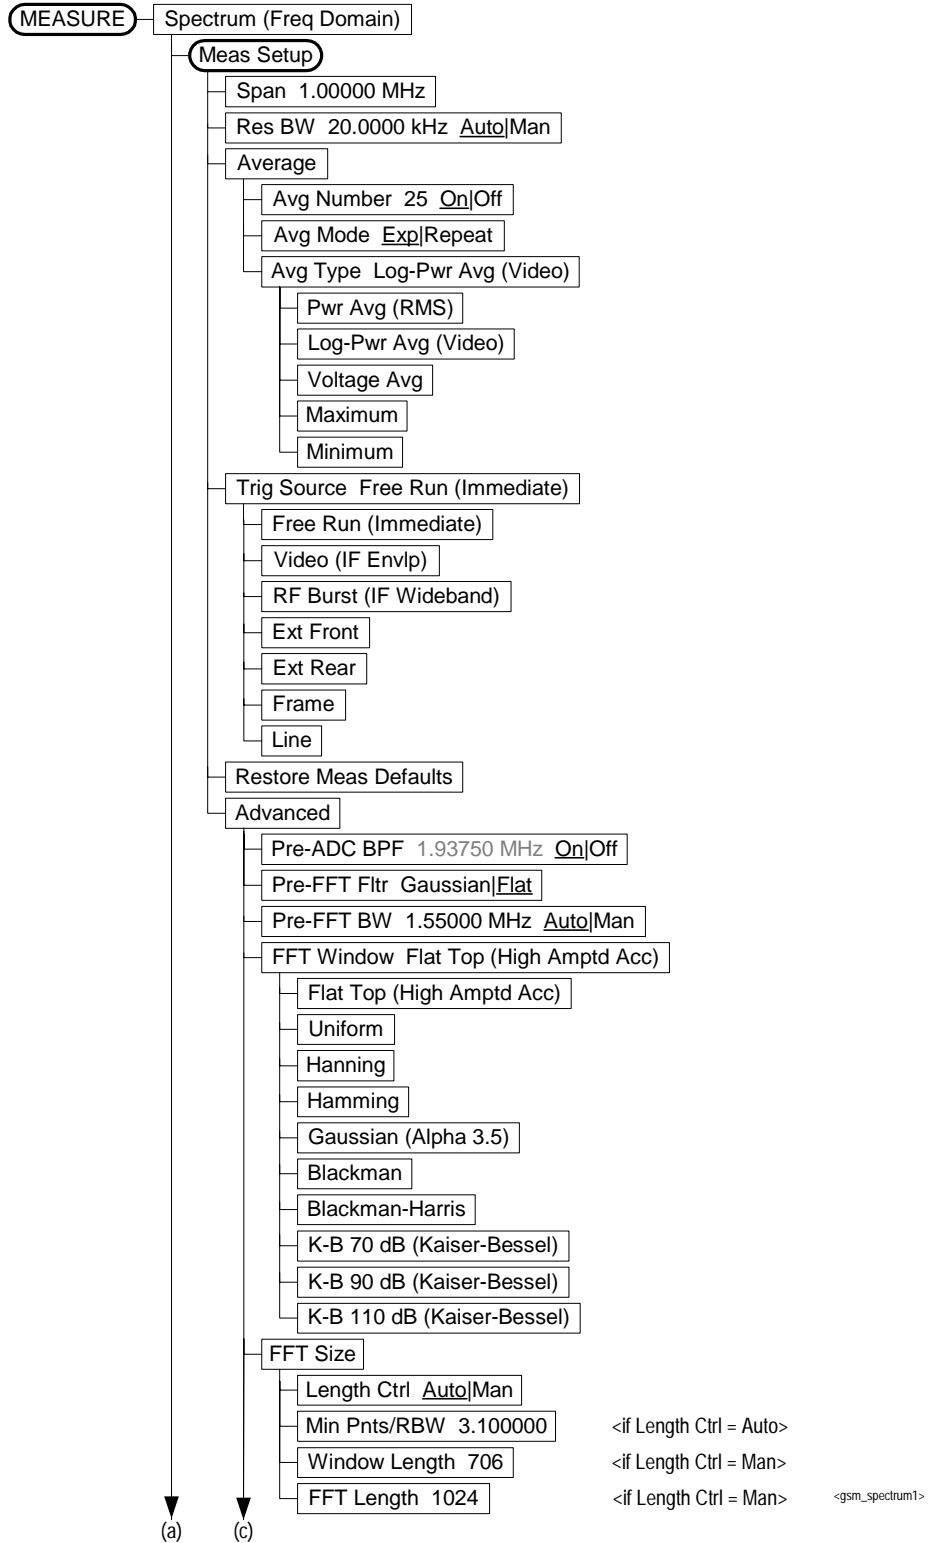 MEASURE Spectrum (Freq Domain)
Meas Setup
Span 1.00000 MHz
Res BW 20.0000 kHz Auto|Man
Average
Avg Number 25 On|Off
Avg Mode Exp|Repeat
Avg Type Log-Pwr Avg (Video)
Pwr Avg (RMS)
Log-Pwr Avg (Video)
Voltage Avg
Maximum
Minimum
Trig Source Free Run (Immediate)
Free Run (Immediate)
Video (IF Envlp)
RF Burst (IF Wideband)
Ext Front
Ext Rear
Frame
Line
Restore Meas Defaults
Advanced
Pre-ADC BPF 1.93750 MHz On|Off
Pre-FFT Fltr Gaussian|Flat
Pre-FFT BW 1.55000 MHz Auto|Man
FFT Window Flat Top (High Amptd Acc)
Flat Top (High Amptd Acc)
Uniform
Hanning
Hamming
Gaussian (Alpha 3.5)
Blackman
Blackman-Harris
K-B 70 dB (Kaiser-Bessel)
K-B 90 dB (Kaiser-Bessel)
K-B 110 dB (Kaiser-Bessel)
FFT Size
Length Ctrl Auto|Man
Min Pnts/RBW 3.100000 <if Length Ctrl = Auto>
Window Length 706 <if Length Ctrl = Man>
FFT Length 1024 <if Length Ctrl = Man> <gsm_spectrum1>
(a) (c)